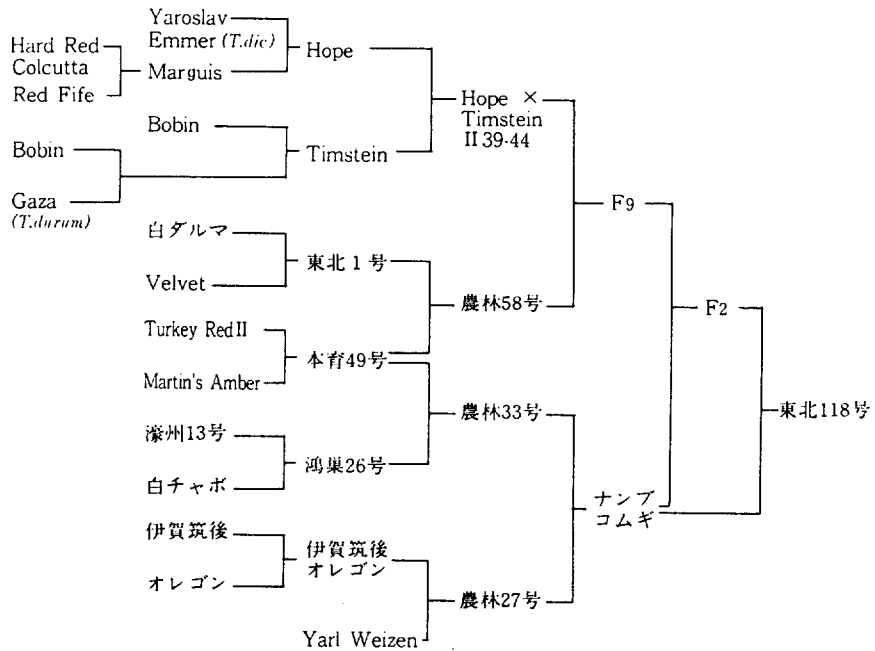 Yaroslav
Emmer (T.dic)
Hard Red
Colcutta
Red Fife
Marguis
Hope
Bobin
Bobin
Gaza
(T.durum)
Timstein
Hope ×
Timstein
II 39-44
F9
白ダルマ
Velvet
東北1号
農林58号
F2
Turkey Red II
Martin's Amber
本育49号
農林33号
東北118号
濠州13号
白チャボ
鴻巣26号
ナンブ
コムギ
伊賀筑後
オレゴン
伊賀筑後
オレゴン
農林27号
Yarl Weizen